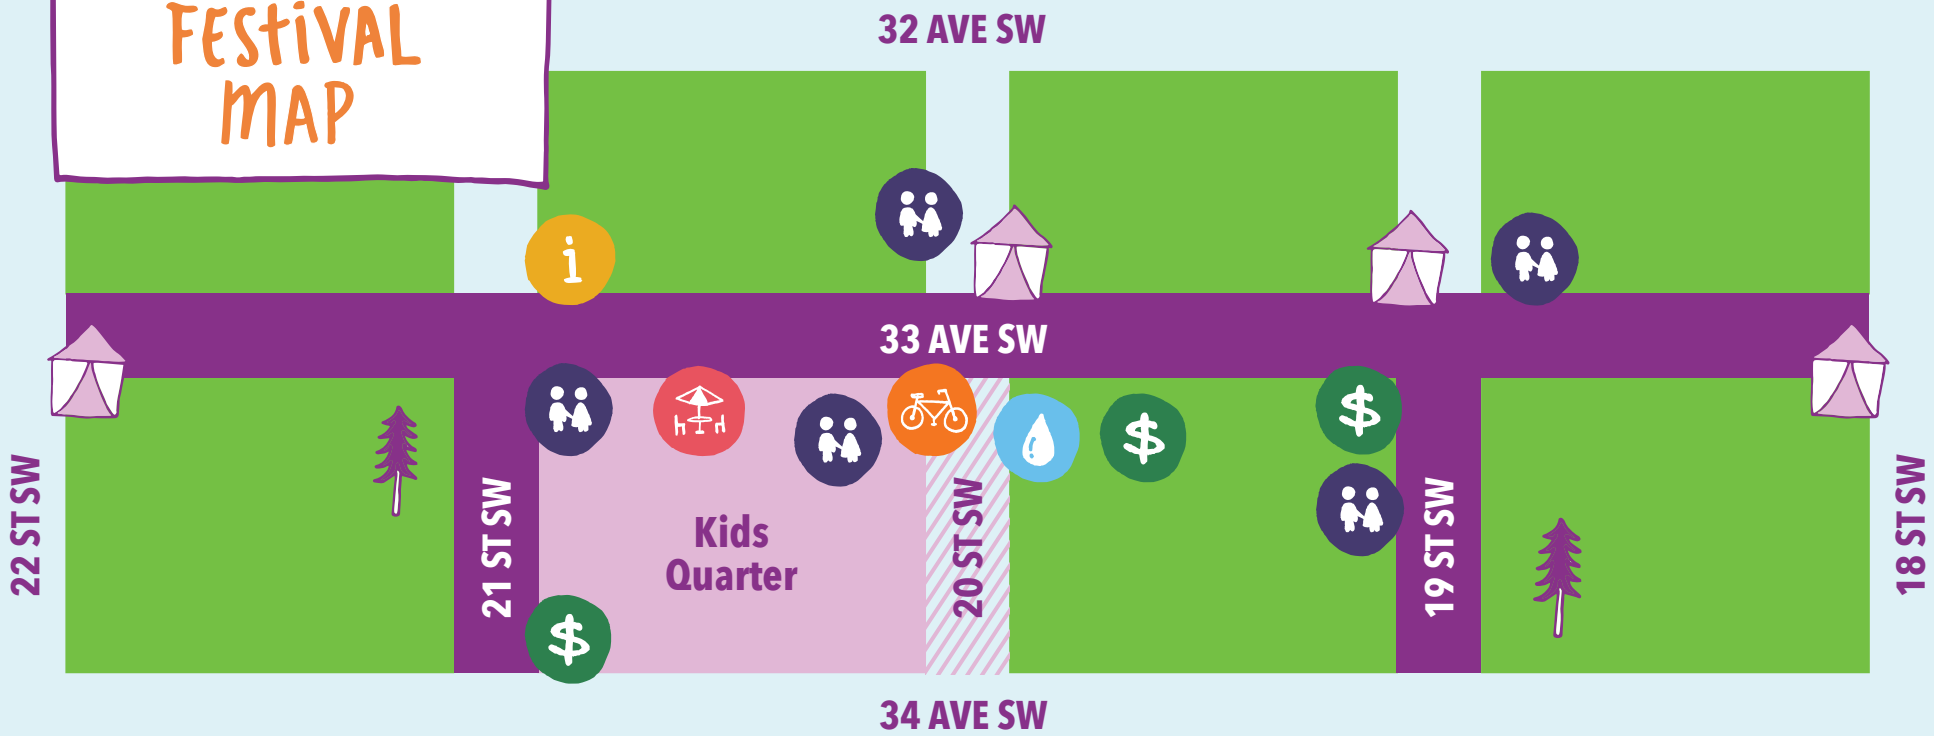 FESTiVAL
MAP
32 AVE SW
i
33 AVE SW
$
$
22 ST SW
21 ST SW
Kids
Quarter
20 ST SW
19 ST SW
18 ST SW
$
34 AVE SW